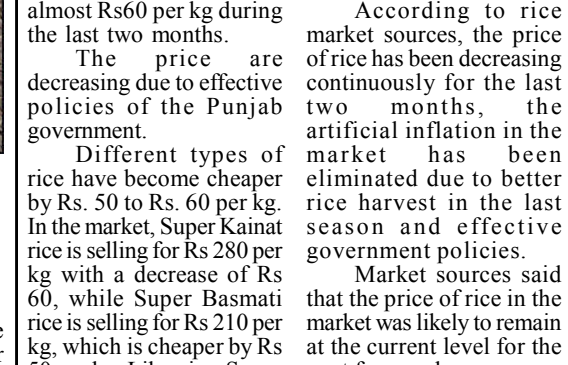 almost Rs60 per kg during
the last two months.
The price are
decreasing due to effective
policies of the Punjab
government.
Different types of
rice have become cheaper
by Rs. 50 to Rs. 60 per kg.
In the market, Super Kainat
rice is selling for Rs 280 per
kg with a decrease of Rs
60, while Super Basmati
rice is selling for Rs 210 per
kg, which is cheaper by Rs
According to rice
market sources, the price
of rice has been decreasing
continuously for the last
two months, the
artificial inflation in the
market has been
eliminated due to better
rice harvest in the last
season and effective
government policies.
Market sources said
that the price of rice in the
market was likely to remain
at the current level for the